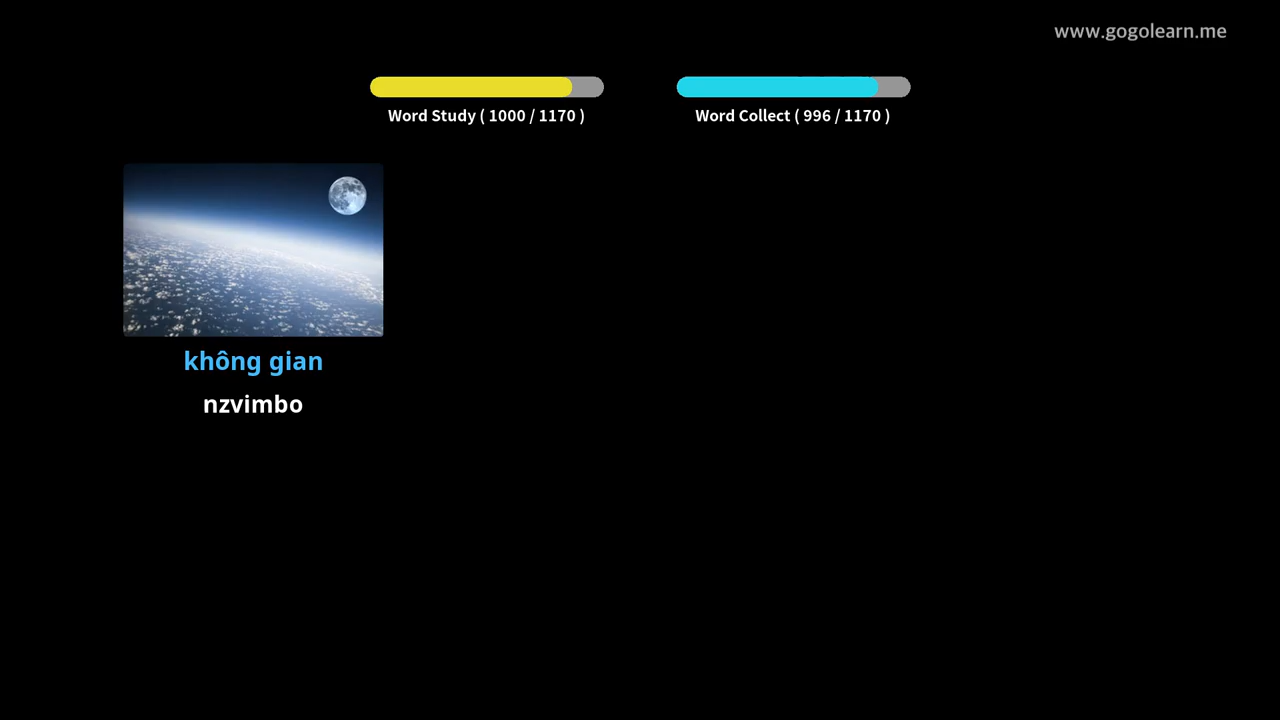 www.gogolearn.me
Word Study ( 1000 / 1170 )
Word Collect ( 996 / 1170 )
không gian
nzvimbo